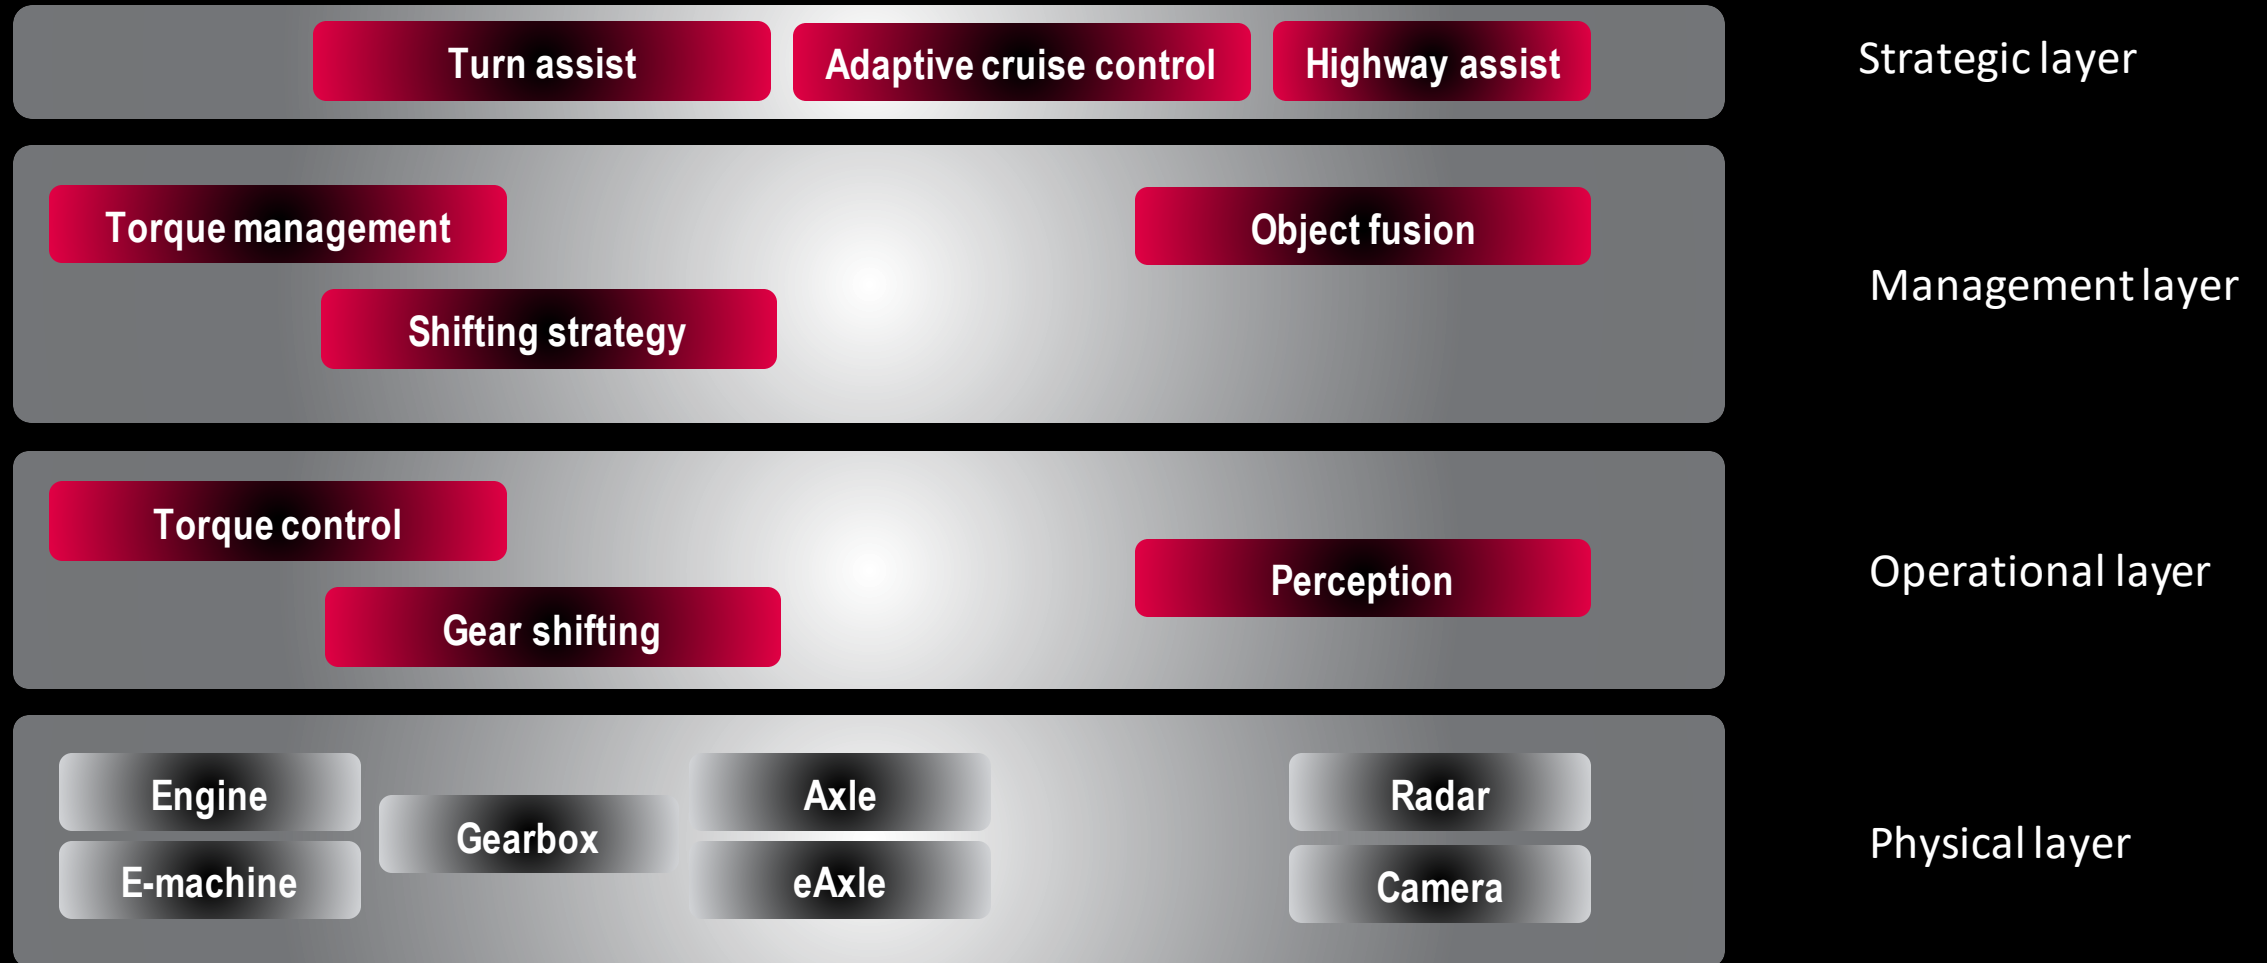 Turn assist
Adaptive cruise control
Highway assist
Strategic layer
Torque management
Object fusion
Shifting strategy
Management layer
Torque control
Perception
Gear shifting
Operational layer
Engine
E-machine
Gearbox
Axle
eAxle
Radar
Camera
Physical layer